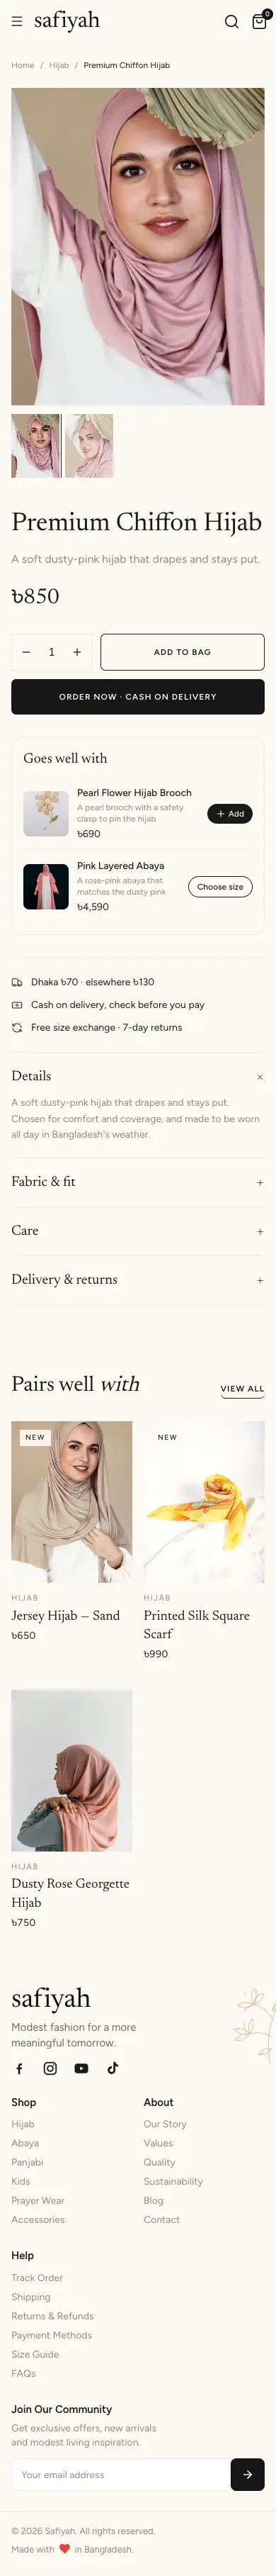 safiyah
0
Home / Hijab / Premium Chiffon Hijab
Premium Chiffon Hijab
A soft dusty-pink hijab that drapes and stays put.
৳850
1
ADD TO BAG
ORDER NOW · CASH ON DELIVERY
Goes well with
Pearl Flower Hijab Brooch
A pearl brooch with a safety
clasp to pin the hijab
৳690
Add
Pink Layered Abaya
A rose-pink abaya that
matches the dusty pink
৳4,590
Choose size
Dhaka ৳70 · elsewhere ৳130
Cash on delivery, check before you pay
Free size exchange · 7-day returns
Details
A soft dusty-pink hijab that drapes and stays put.
Chosen for comfort and coverage, and made to be worn
all day in Bangladesh's weather.
Fabric & fit
Care
Delivery & returns
Pairs well with
VIEW ALL
NEW
HIJAB
Jersey Hijab – Sand
৳650
NEW
HIJAB
Printed Silk Square
Scarf
৳990
HIJAB
Dusty Rose Georgette
Hijab
৳750
safiyah
Modest fashion for a more
meaningful tomorrow.
Shop
Hijab
Abaya
Panjabi
Kids
Prayer Wear
Accessories
About
Our Story
Values
Quality
Sustainability
Blog
Contact
Help
Track Order
Shipping
Returns & Refunds
Payment Methods
Size Guide
FAQs
Join Our Community
Get exclusive offers, new arrivals
and modest living inspiration.
Your email address
© 2026 Safiyah. All rights reserved.
Made with ❤️ in Bangladesh.